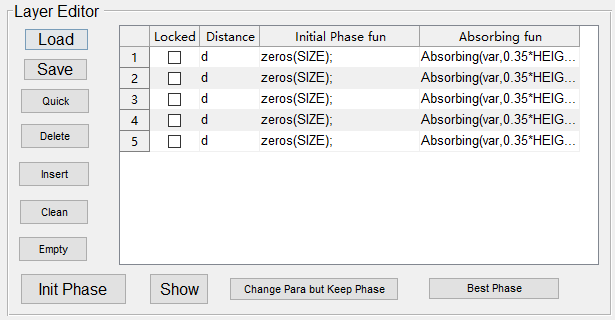 Layer Editor
Load
Save
Quick
Delete
Insert
Clean
Empty
Locked Distance Initial Phase fun Absorbing fun
1 d zeros(SIZE); Absorbing(var,0.35*HEIG...
2 d zeros(SIZE); Absorbing(var,0.35*HEIG...
3 d zeros(SIZE); Absorbing(var,0.35*HEIG...
4 d zeros(SIZE); Absorbing(var,0.35*HEIG...
5 d zeros(SIZE); Absorbing(var,0.35*HEIG...
Init Phase Show Change Para but Keep Phase Best Phase